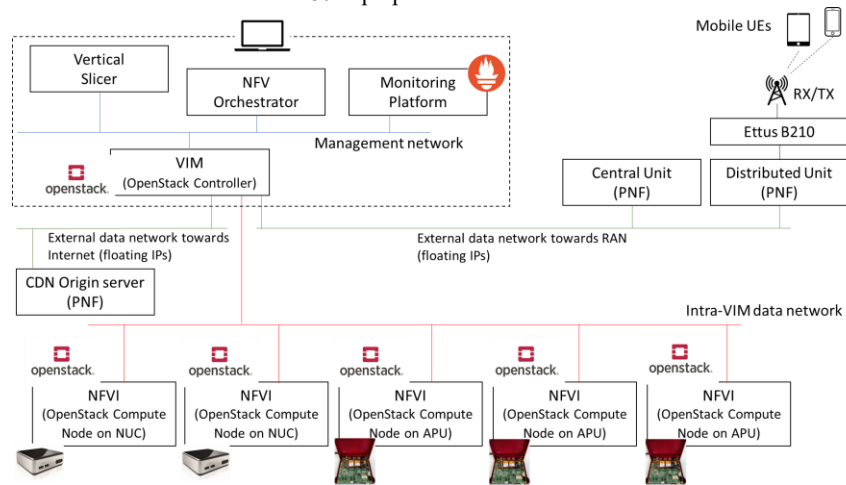 Mobile UEs
Vertical
Slicer
NFV
Orchestrator
Monitoring
Platform
RX/TX
Management network
Ettus B210
VIM
(OpenStack Controller)
openstack.
Central Unit
(PNF)
Distributed Unit
(PNF)
External data network towards
Internet (floating IPs)
External data network towards RAN
(floating IPs)
CDN Origin server
(PNF)
Intra-VIM data network
openstack.
openstack.
openstack.
openstack.
openstack.
NFVI
(OpenStack Compute
Node on NUC)
NFVI
(OpenStack Compute
Node on NUC)
NFVI
(OpenStack Compute
Node on APU)
NFVI
(OpenStack Compute
Node on APU)
NFVI
(OpenStack Compute
Node on APU)